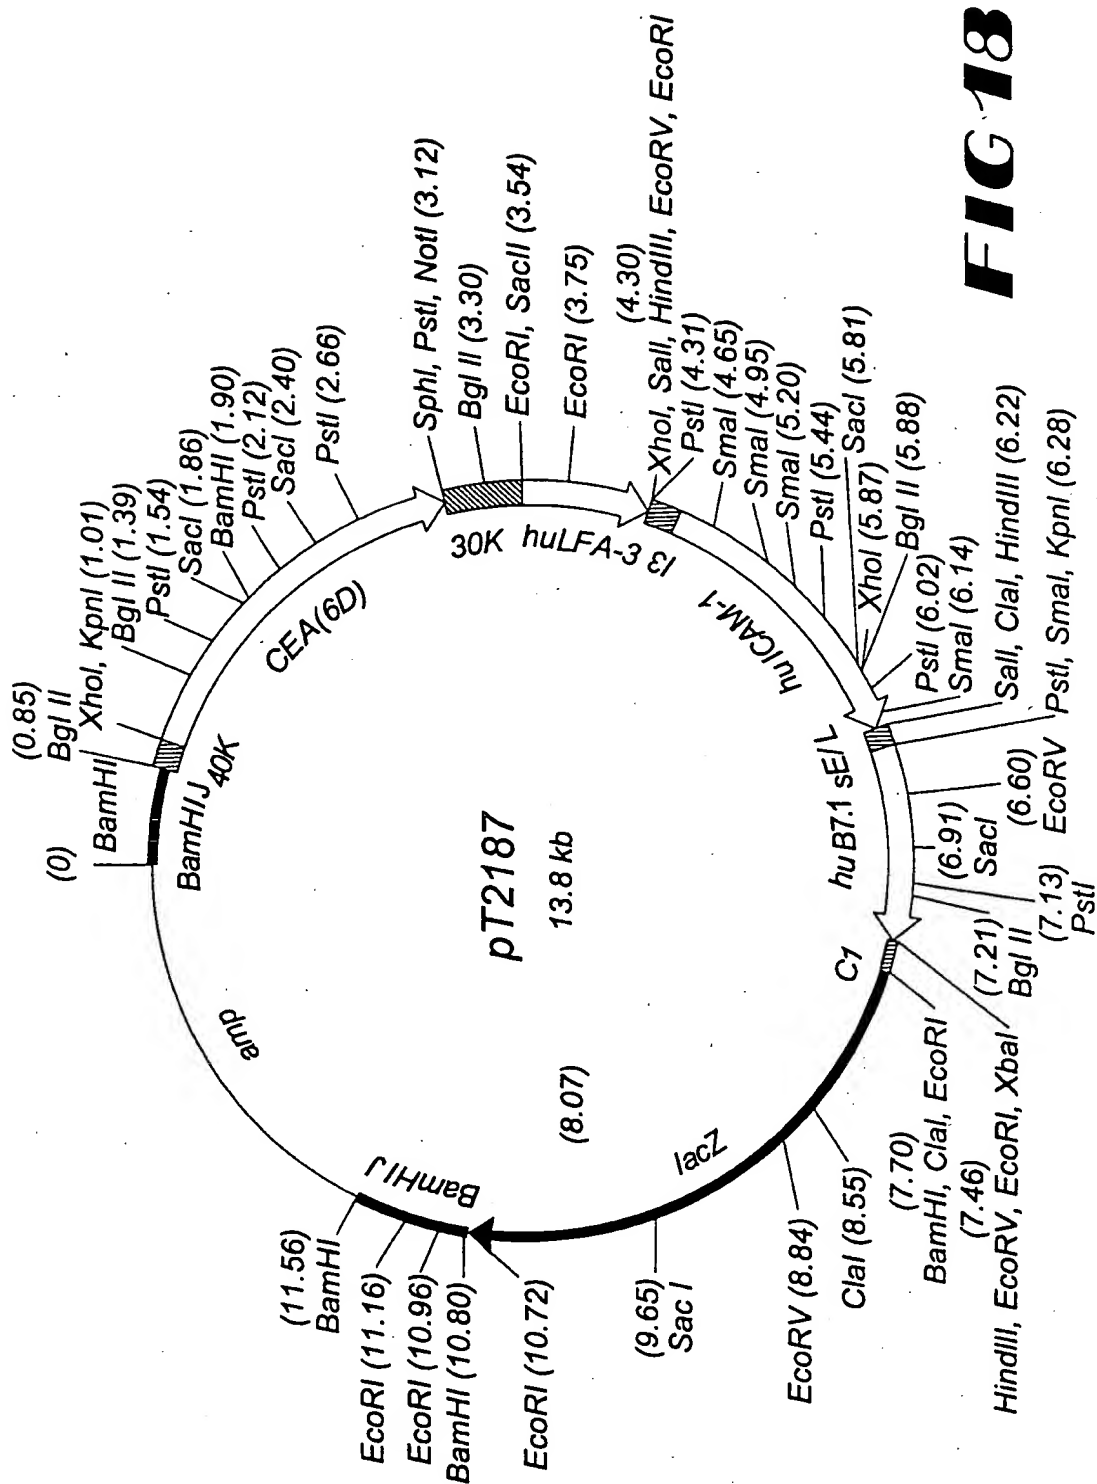 (0)
BamHI
(0.85)
Bgl II
XhoI, KpnI (1.01)
Bgl II (1.39)
PstI (1.54)
SacI (1.86)
BamHI (1.90)
PstI (2.12)
SacI (2.40)
PstI (2.66)
SphI, PstI, NotI (3.12)
Bgl II (3.30)
EcoRI, SacII (3.54)
EcoRI (3.75)
(4.30)
XhoI, SalI, HindIII, EcoRV, EcoRI
PstI (4.31)
SmaI (4.65)
SmaI (4.95)
SmaI (5.20)
PstI (5.44)
SacI (5.81)
XhoI (5.87)
Bgl II (5.88)
PstI (6.02)
SmaI (6.14)
SalI, ClaI, HindIII (6.22)
PstI, SmaI, KpnI (6.28)
(6.60)
EcoRV
(6.91)
SacI
(7.13)
PstI
(7.21)
Bgl II
(7.46)
HindIII, EcoRV, EcoRI, XbaI
(7.70)
BamHI, ClaI, EcoRI
ClaI (8.55)
EcoRV (8.84)
(9.65)
Sac I
EcoRI (10.72)
BamHI (10.80)
EcoRI (10.96)
EcoRI (11.16)
(11.56)
BamHI
BamHIJ
40K
CEA(6D)
30K
huLFA-3
I3
huICAM-1
sE/L
huB7.1
C1
lacZ
BamHIJ
amp
pT2187
13.8 kb
(8.07)
FIG 18